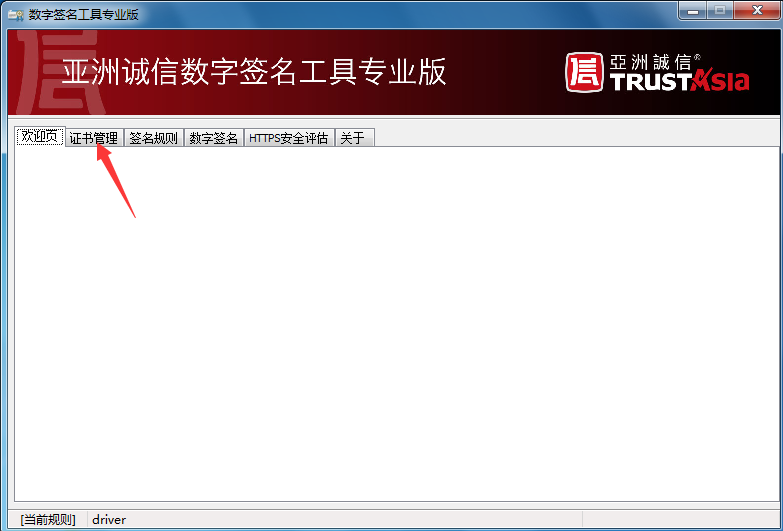 数字签名工具专业版
亚洲诚信数字签名工具专业版
亞洲誠信®
TRUSTAsia
欢迎页 证书管理 签名规则 数字签名 HTTPS安全评估 关于
[当前规则] driver